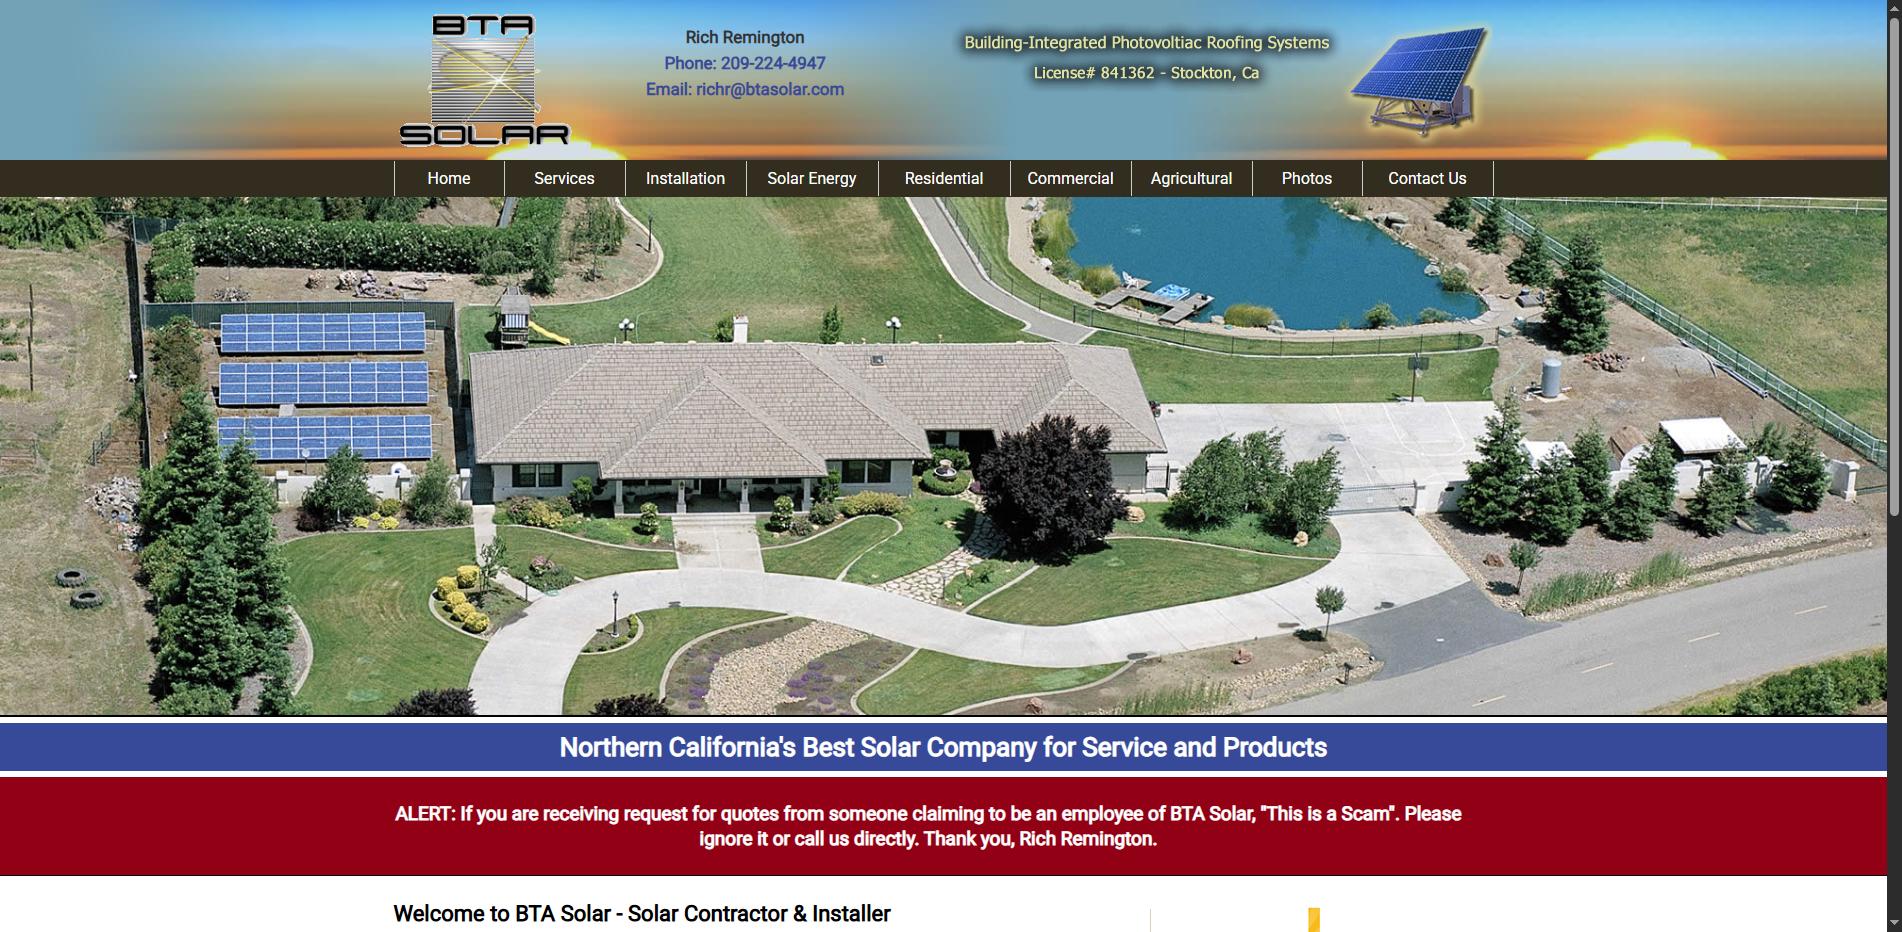 BTA
SOLAR
Rich Remington
Phone: 209-224-4947
Email: richr@btasolar.com
Building-Integrated Photovoltiac Roofing Systems
License# 841362 - Stockton, Ca
Home
Services
Installation
Solar Energy
Residential
Commercial
Agricultural
Photos
Contact Us
Northern California's Best Solar Company for Service and Products
ALERT: If you are receiving request for quotes from someone claiming to be an employee of BTA Solar, "This is a Scam". Please
ignore it or call us directly. Thank you, Rich Remington.
Welcome to BTA Solar - Solar Contractor & Installer